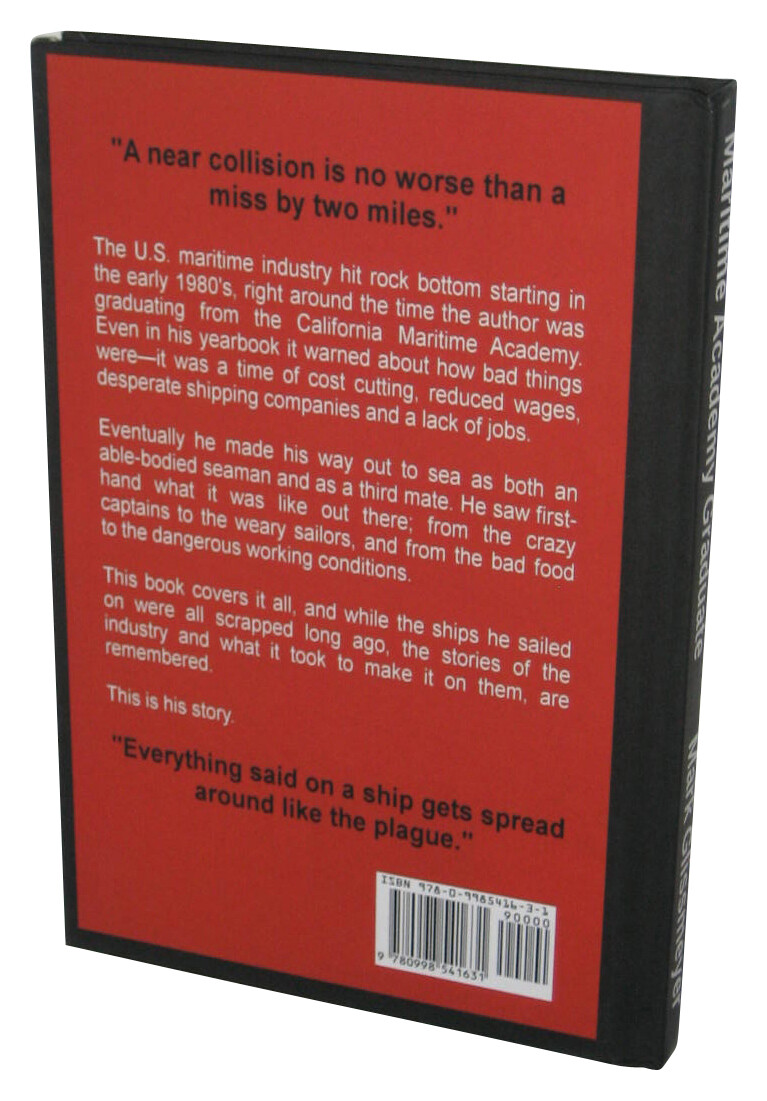 "A near collision is no worse than a
miss by two miles."
The U.S. maritime industry hit rock bottom starting in
the early 1980's, right around the time the author was
graduating from the California Maritime Academy.
Even in his yearbook it warned about how bad things
were—it was a time of cost cutting, reduced wages,
desperate shipping companies and a lack of jobs.
Eventually he made his way out to sea as both an
able-bodied seaman and as a third mate. He saw first-
hand what it was like out there; from the crazy
captains to the weary sailors, and from the bad food
to the dangerous working conditions.
This book covers it all, and while the ships he sailed
on were all scrapped long ago, the stories of the
industry and what it took to make it on them, are
remembered.
This is his story.
"Everything said on a ship gets spread
around like the plague."
ISBN 978-0-9985416-3-1
90000
9 780998 541631
Maritime Academy Graduate Mark Glissmeyer